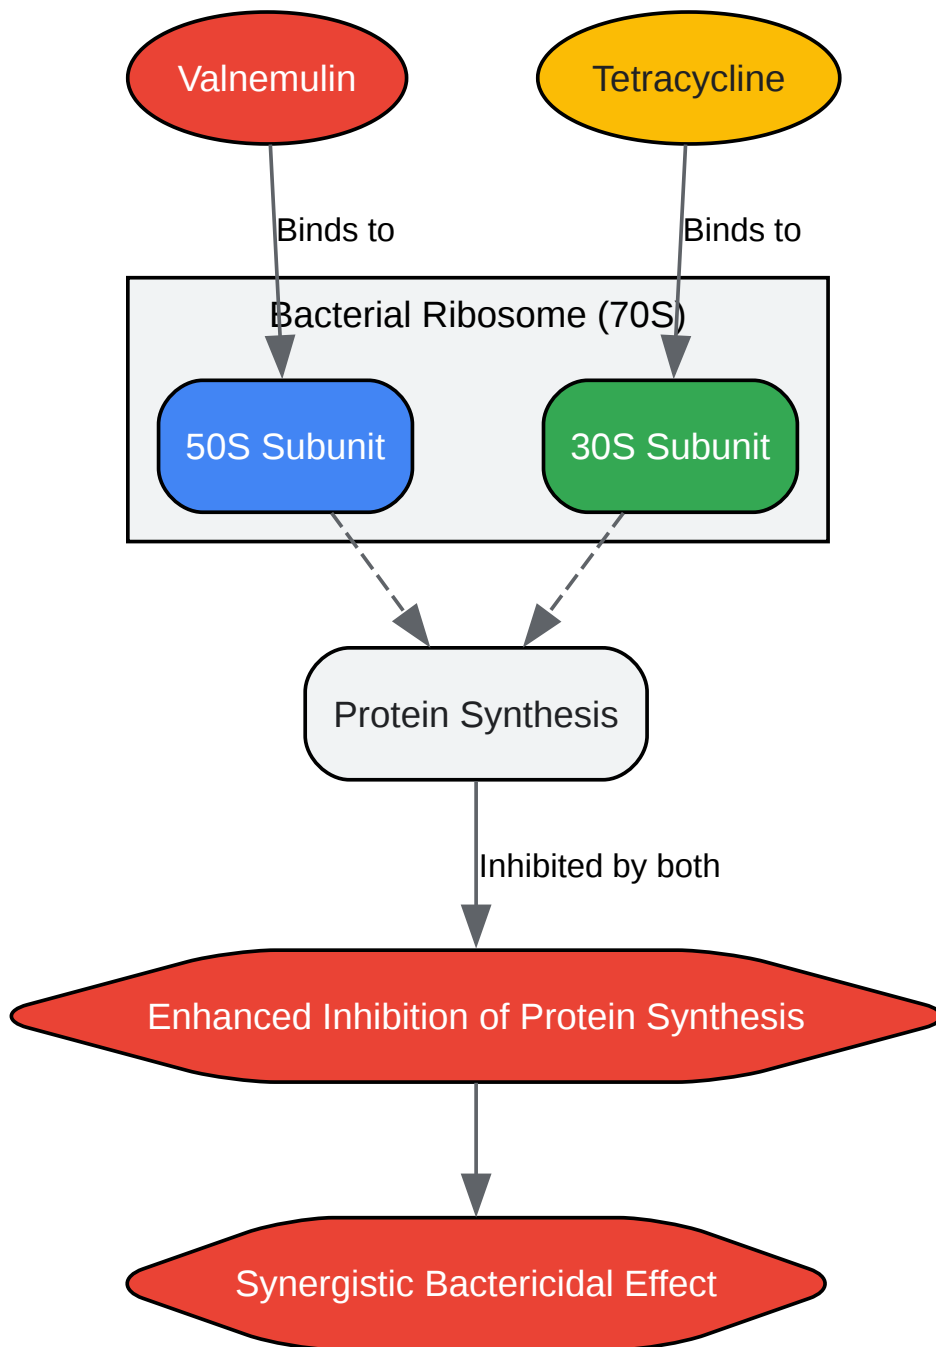 Valnemulin
Tetracycline
Binds to
Binds to
Bacterial Ribosome (70S)
50S Subunit
30S Subunit
Protein Synthesis
Inhibited by both
Enhanced Inhibition of Protein Synthesis
Synergistic Bactericidal Effect